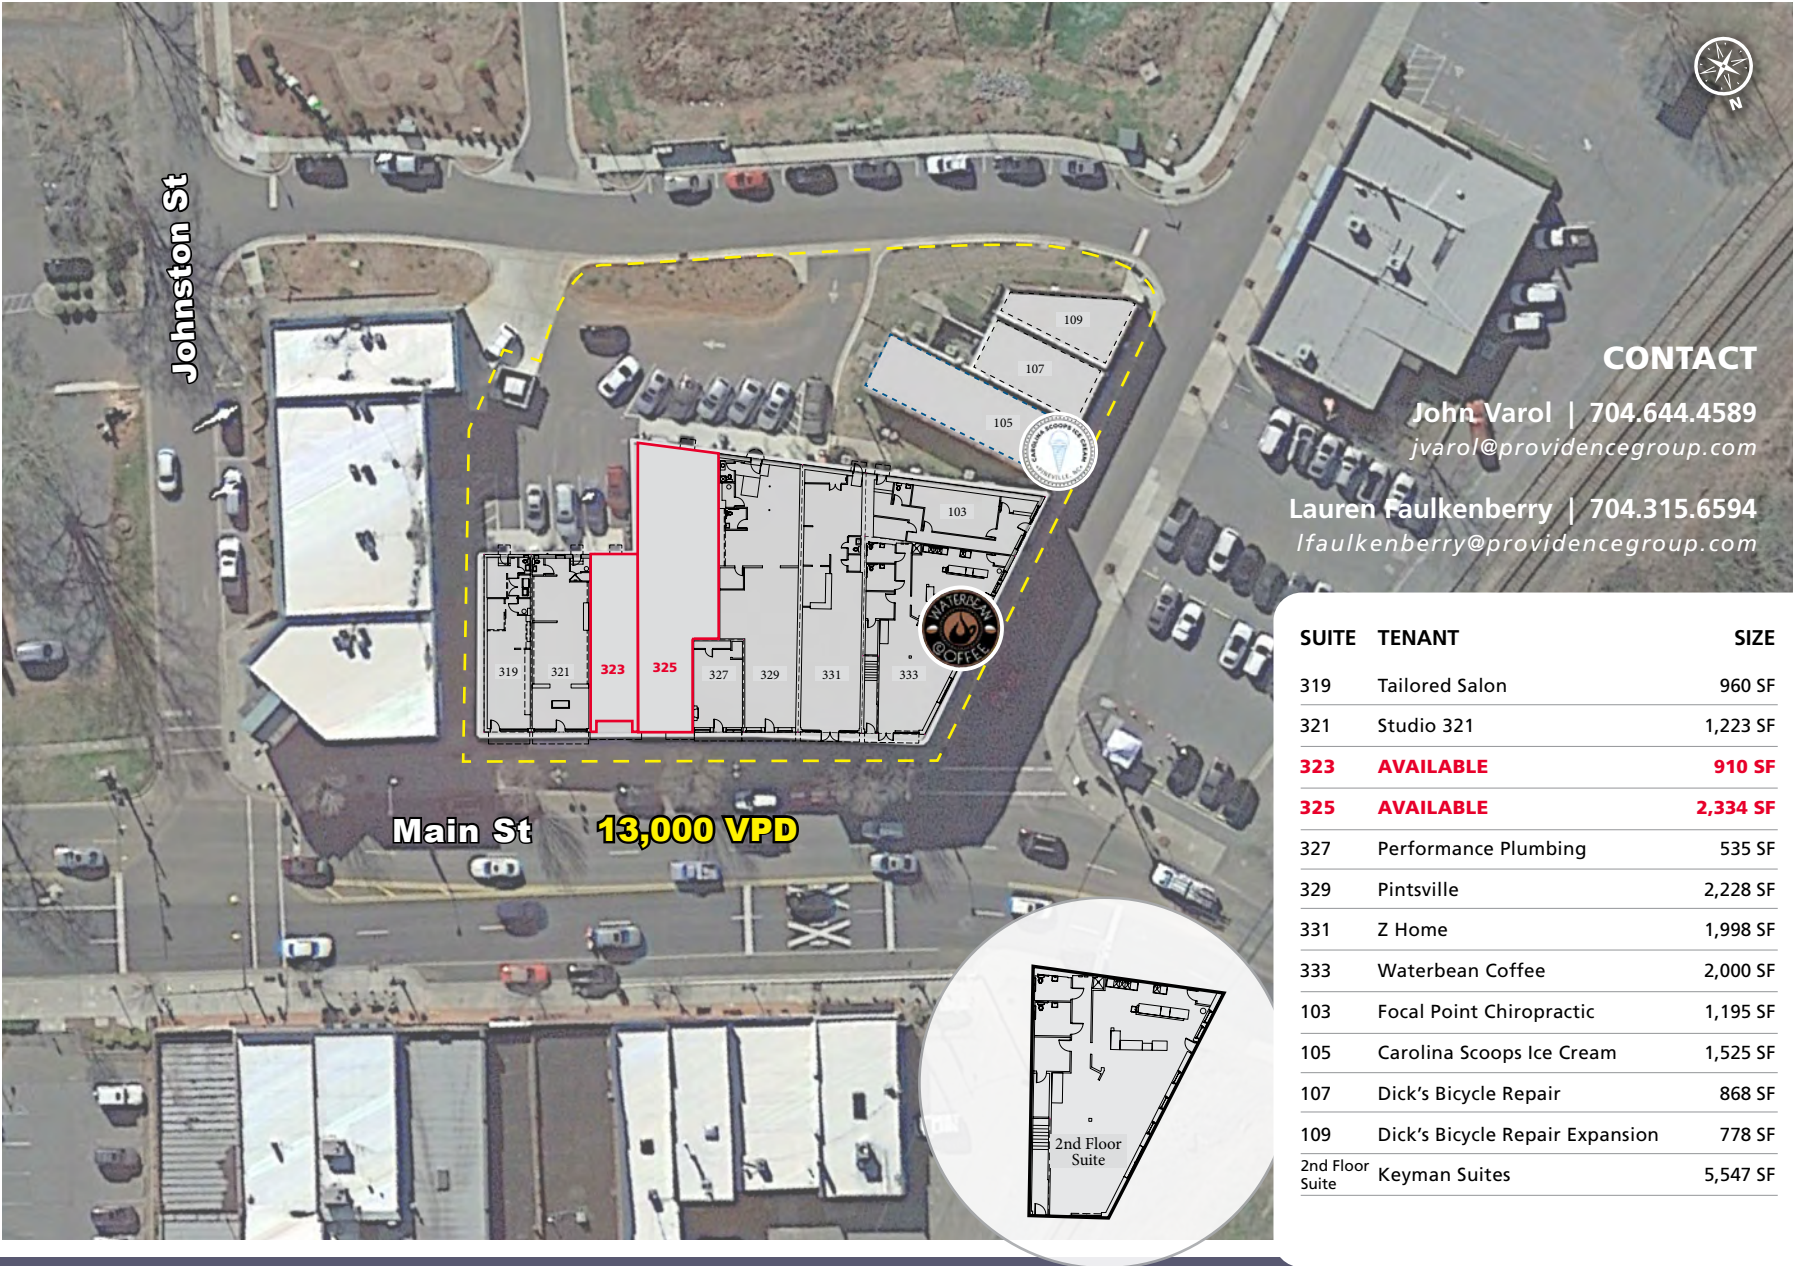 N
Johnston St
109
107
105
CAROLINA SCOOPS ICE CREAM
PINEVILLE, NC
103
WATERBEAN
COFFEE
319
321
323
325
327
329
331
333
Main St
13,000 VPD
2nd Floor
Suite
CONTACT
John Varol | 704.644.4589
jvarol@providencegroup.com
Lauren Faulkenberry | 704.315.6594
lfaulkenberry@providencegroup.com
SUITE TENANT SIZE
319 Tailored Salon 960 SF
321 Studio 321 1,223 SF
323 AVAILABLE 910 SF
325 AVAILABLE 2,334 SF
327 Performance Plumbing 535 SF
329 Pintsville 2,228 SF
331 Z Home 1,998 SF
333 Waterbean Coffee 2,000 SF
103 Focal Point Chiropractic 1,195 SF
105 Carolina Scoops Ice Cream 1,525 SF
107 Dick’s Bicycle Repair 868 SF
109 Dick’s Bicycle Repair Expansion 778 SF
2nd Floor
Suite Keyman Suites 5,547 SF